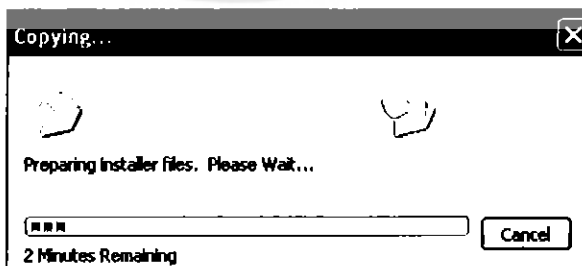 Copying...
Preparing installer files. Please Wait...
Cancel
2 Minutes Remaining